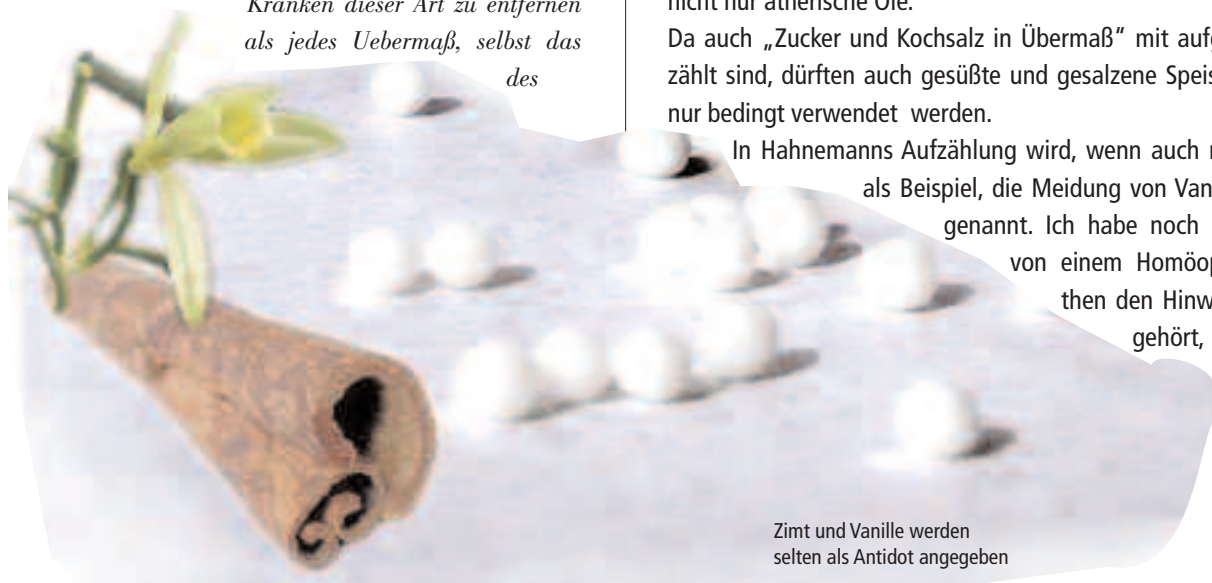 Kranken dieser Art zu entfernen
als jedes Uebermaß, selbst das
des
nicht nur ätherische Öle.
Da auch „Zucker und Kochsalz in Übermaß“ mit aufg
zählt sind, dürften auch gesüßte und gesalzene Speis
nur bedingt verwendet werden.
In Hahnemanns Aufzählung wird, wenn auch
als Beispiel, die Meidung von Van
genannt. Ich habe noch
von einem Homöop
then den Hinw
gehört,
Zimt und Vanille werden
selten als Antidot angegeben